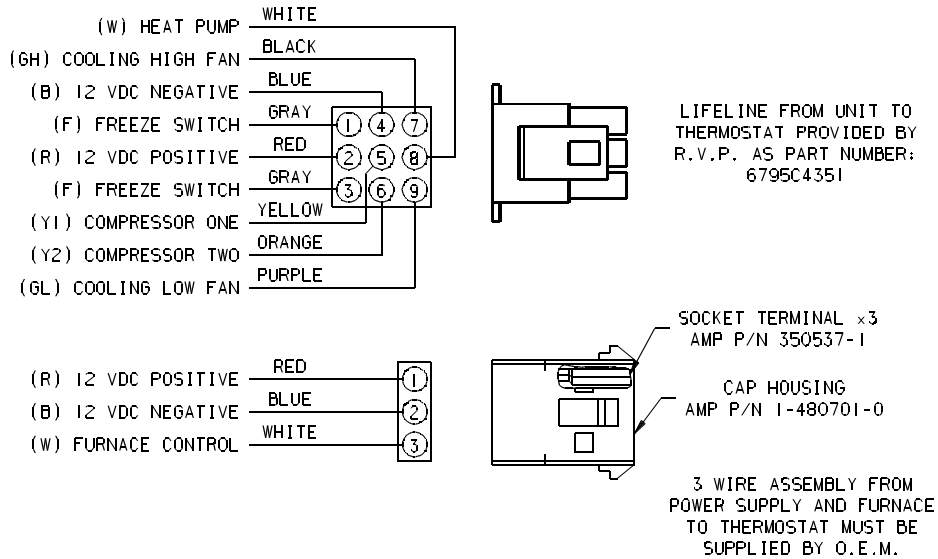 (W) HEAT PUMP WHITE
(GH) COOLING HIGH FAN BLACK
(B) 12 VDC NEGATIVE BLUE
(F) FREEZE SWITCH GRAY
(R) 12 VDC POSITIVE RED
(F) FREEZE SWITCH GRAY
(Y1) COMPRESSOR ONE YELLOW
(Y2) COMPRESSOR TWO ORANGE
(GL) COOLING LOW FAN PURPLE
1 4 7
2 5 8
3 6 9
LIFELINE FROM UNIT TO
THERMOSTAT PROVIDED BY
R.V.P. AS PART NUMBER:
6795C4351
(R) 12 VDC POSITIVE RED 1
(B) 12 VDC NEGATIVE BLUE 2
(W) FURNACE CONTROL WHITE 3
SOCKET TERMINAL x3
AMP P/N 350537-1
CAP HOUSING
AMP P/N 1-480701-0
3 WIRE ASSEMBLY FROM
POWER SUPPLY AND FURNACE
TO THERMOSTAT MUST BE
SUPPLIED BY O.E.M.